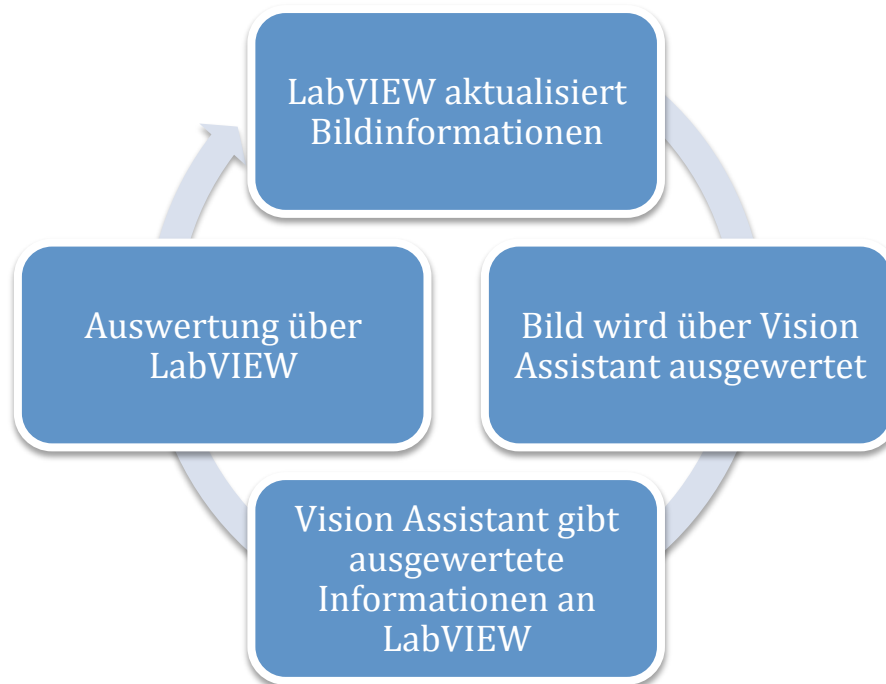 LabVIEW aktualisiert
Bildinformationen
Bild wird über Vision
Assistant ausgewertet
Vision Assistant gibt
ausgewertete
Informationen an
LabVIEW
Auswertung über
LabVIEW